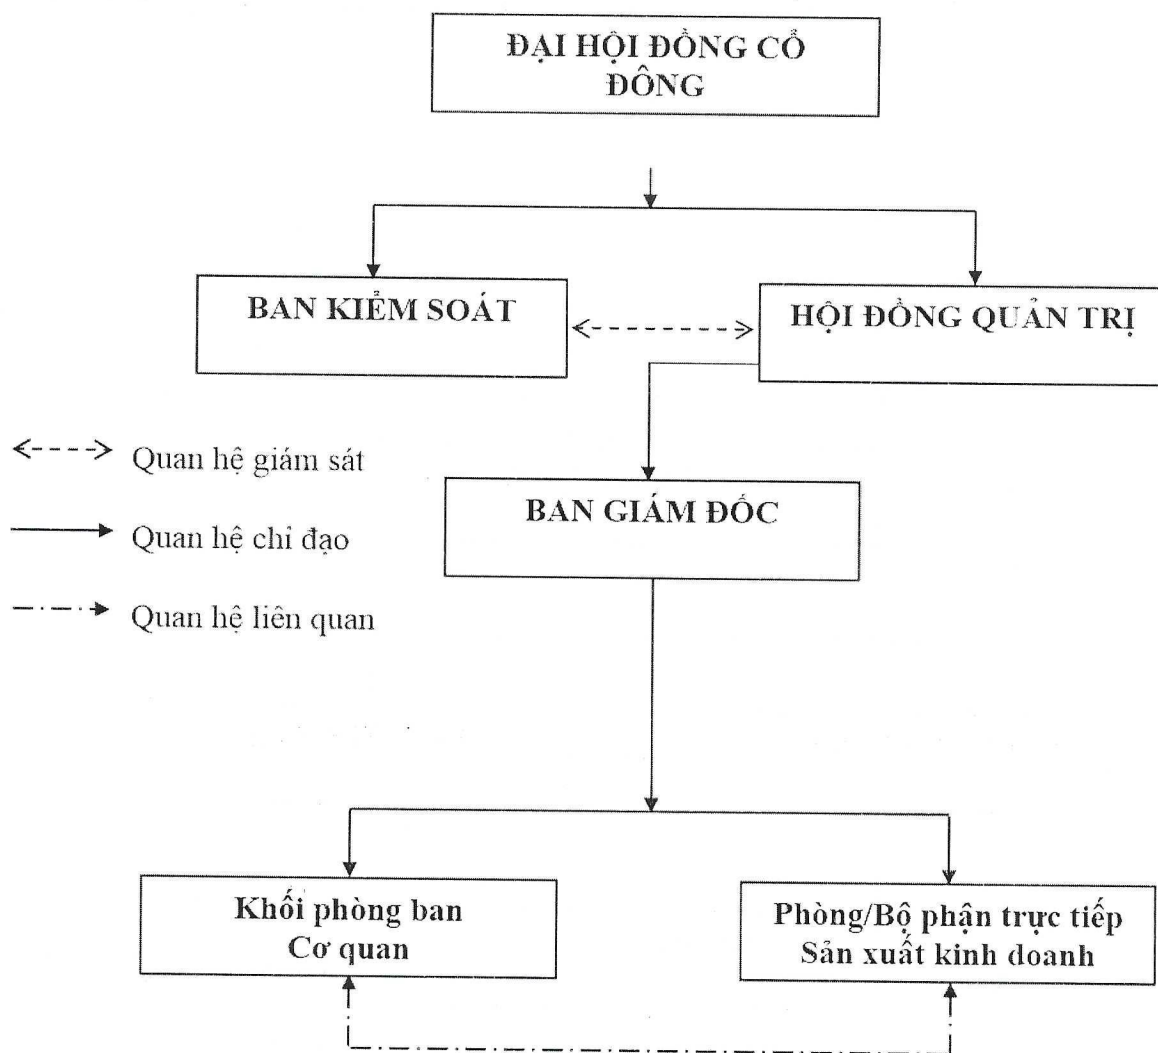 ĐẠI HỘI ĐỒNG CỔ
ĐÔNG
BAN KIỂM SOÁT
HỘI ĐỒNG QUẢN TRỊ
Quan hệ giám sát
BAN GIÁM ĐỐC
Quan hệ chỉ đạo
Quan hệ liên quan
Khối phòng ban
Cơ quan
Phòng/Bộ phận trực tiếp
Sản xuất kinh doanh